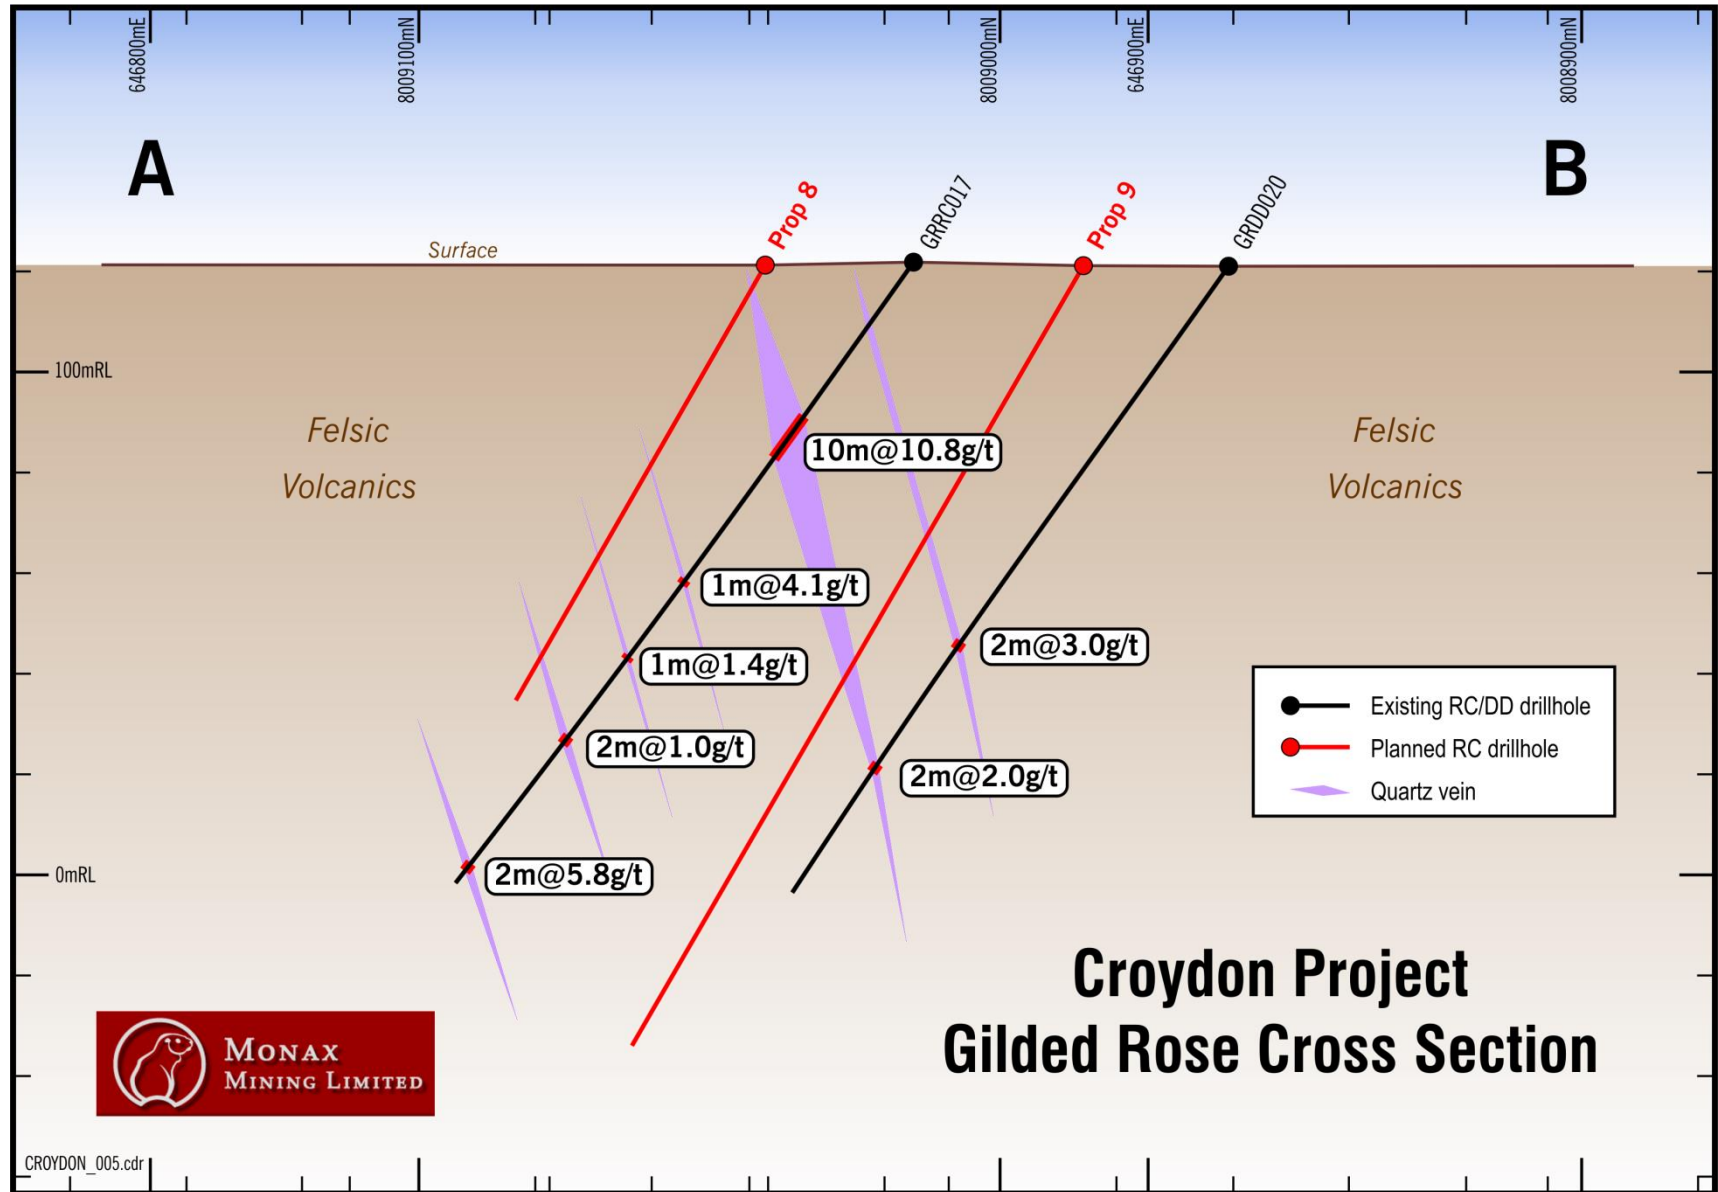 646800mE
8009100mN
8009000mN
646900mE
8008900mN
A
B
Prop 8
GRRC017
Prop 9
GRDD020
Surface
100mRL
Felsic
Volcanics
Felsic
Volcanics
10m@10.8g/t
1m@4.1g/t
1m@1.4g/t
2m@3.0g/t
2m@1.0g/t
2m@2.0g/t
0mRL
2m@5.8g/t
Existing RC/DD drillhole
Planned RC drillhole
Quartz vein
Croydon Project
Gilded Rose Cross Section
MONAX
MINING LIMITED
CROYDON_005.cdr